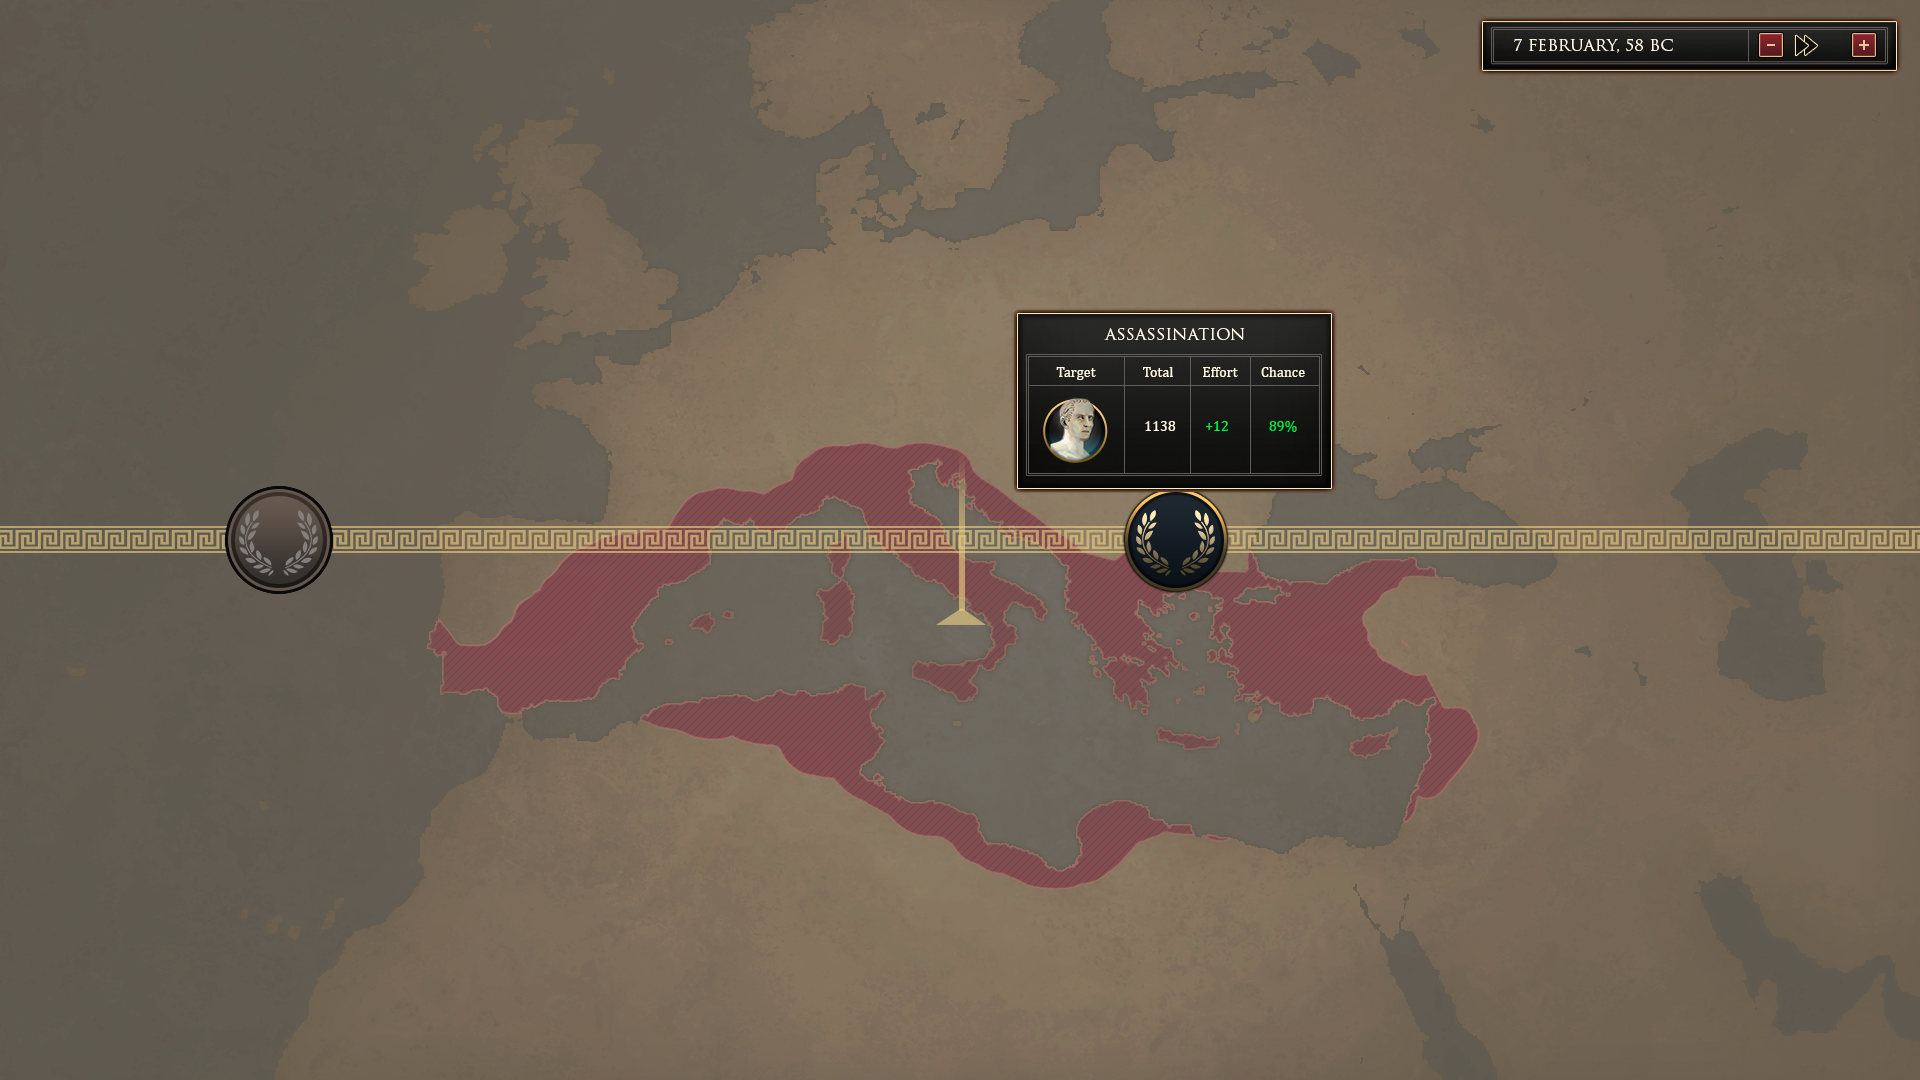 7 FEBRUARY, 58 BC
ASSASSINATION
Target Total Effort Chance
1138 +12 89%